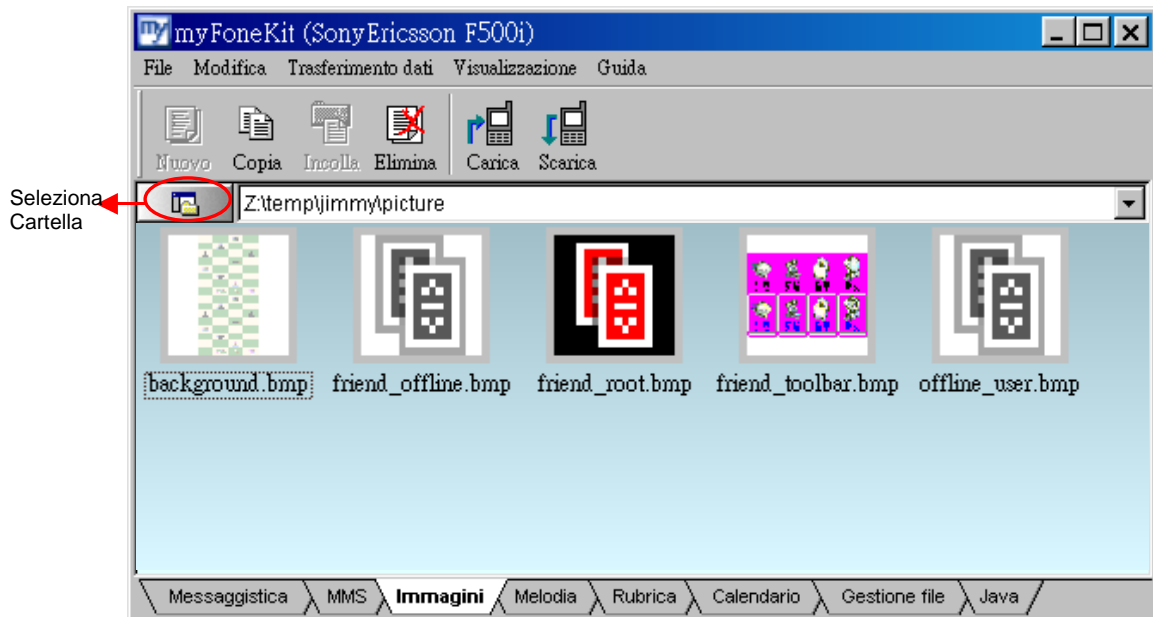 myFoneKit (SonyEricsson F500i)
File Modifica Trasferimento dati Visualizzazione Guida
Nuovo Copia Incolla Elimina Carica Scarica
Seleziona
Cartella
Z:\temp\jimmy\picture
background.bmp friend_offline.bmp friend_root.bmp friend_toolbar.bmp offline_user.bmp
Messaggistica MMS Immagini Melodia Rubrica Calendario Gestione file Java